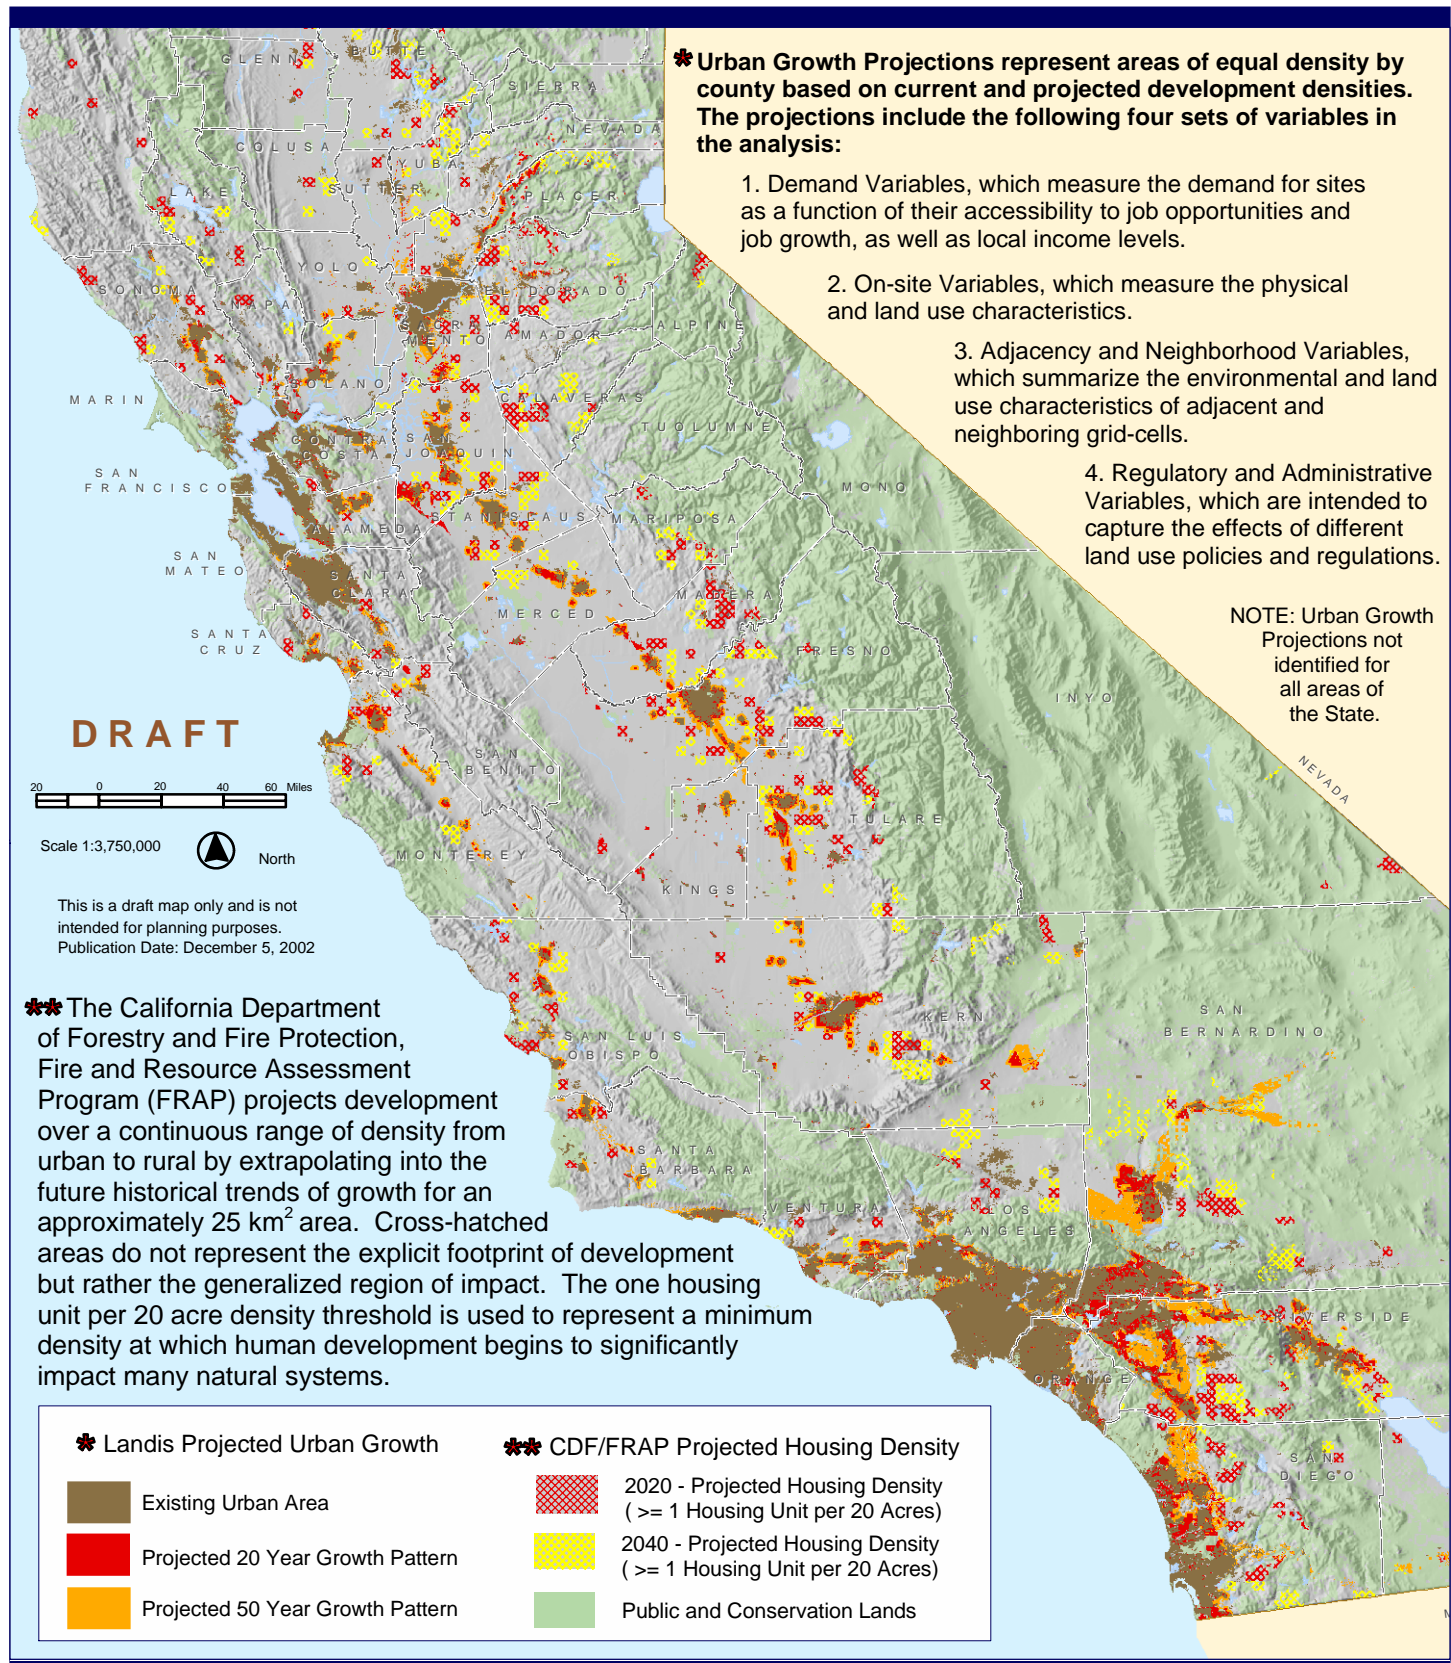 * Urban Growth Projections represent areas of equal density by
county based on current and projected development densities.
The projections include the following four sets of variables in
the analysis:
1. Demand Variables, which measure the demand for sites
as a function of their accessibility to job opportunities and
job growth, as well as local income levels.
2. On-site Variables, which measure the physical
and land use characteristics.
3. Adjacency and Neighborhood Variables,
which summarize the environmental and land
use characteristics of adjacent and
neighboring grid-cells.
4. Regulatory and Administrative
Variables, which are intended to
capture the effects of different
land use policies and regulations.
NOTE: Urban Growth
Projections not
identified for
all areas of
the State.
NEVADA
GLENN
BUTTE
SIERRA
NEVADA
COLUSA
YUBA
LAKE
SUTTER
PLACER
YOLO
SONOMA
NAPA
EL DORADO
SACRA-
MENTO
AMADOR
ALPINE
SOLANO
MARIN
CALAVERAS
TUOLUMNE
CONTRA
COSTA
SAN
JOAQUIN
SAN
FRANCISCO
MONO
ALAMEDA
STANISLAUS
MARIPOSA
SAN
MATEO
SANTA
CLARA
MERCED
MADERA
SANTA
CRUZ
FRESNO
INYO
SAN
BENITO
TULARE
MONTEREY
KINGS
SAN
BERNARDINO
KERN
SAN LUIS
OBISPO
SANTA
BARBARA
VENTURA
LOS
ANGELES
RIVERSIDE
ORANGE
SAN
DIEGO
DRAFT
20 0 20 40 60 Miles
Scale 1:3,750,000
North
This is a draft map only and is not
intended for planning purposes.
Publication Date: December 5, 2002
** The California Department
of Forestry and Fire Protection,
Fire and Resource Assessment
Program (FRAP) projects development
over a continuous range of density from
urban to rural by extrapolating into the
future historical trends of growth for an
approximately 25 km² area. Cross-hatched
areas do not represent the explicit footprint of development
but rather the generalized region of impact. The one housing
unit per 20 acre density threshold is used to represent a minimum
density at which human development begins to significantly
impact many natural systems.
* Landis Projected Urban Growth
Existing Urban Area
Projected 20 Year Growth Pattern
Projected 50 Year Growth Pattern
** CDF/FRAP Projected Housing Density
2020 - Projected Housing Density
( >= 1 Housing Unit per 20 Acres)
2040 - Projected Housing Density
( >= 1 Housing Unit per 20 Acres)
Public and Conservation Lands